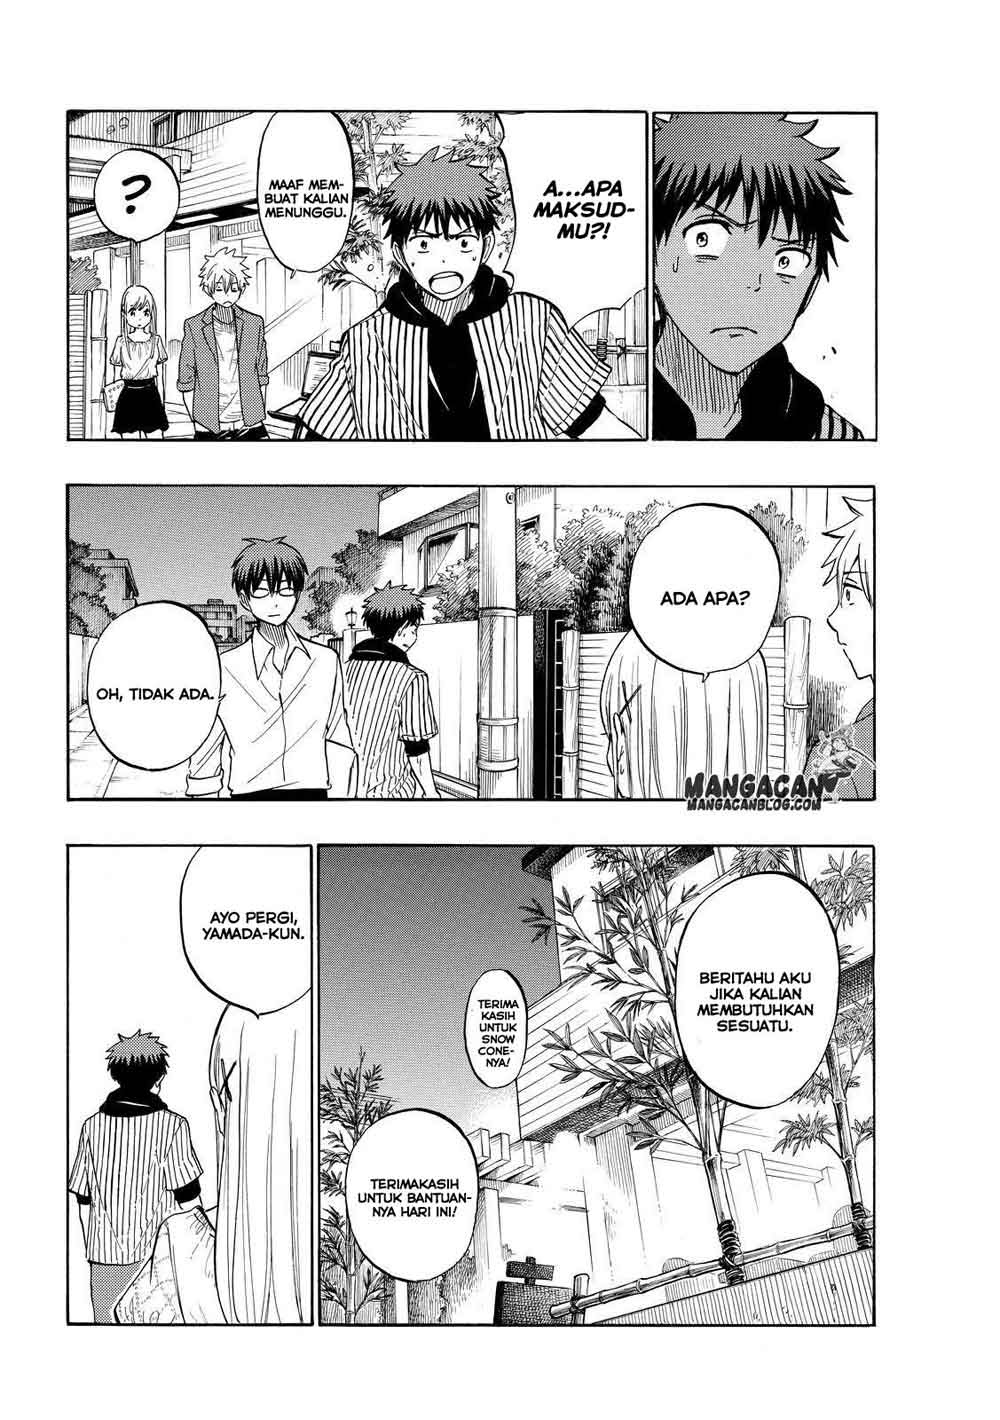 A...APA
MAKSUD-
MU?!
MAAF MEM-
BUAT KALIAN
MENUNGGU.
?
ADA APA?
OH, TIDAK ADA.
MANGACAN
MANGACANBLOG.COM
BERITAHU AKU
JIKA KALIAN
MEMBUTUHKAN
SESUATU.
TERIMA
KASIH
UNTUK
SNOW
CONE-
NYA!
TERIMAKASIH
UNTUK BANTUAN-
NYA HARI INI!
AYO PERGI,
YAMADA-KUN.